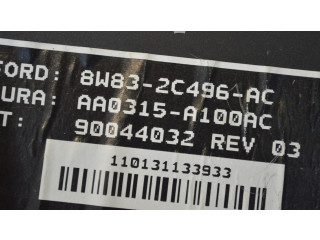 FORD: 8W83-2C496-AC
URA: AA0315-A100AC
T: 90044032 REV 03
110131133933